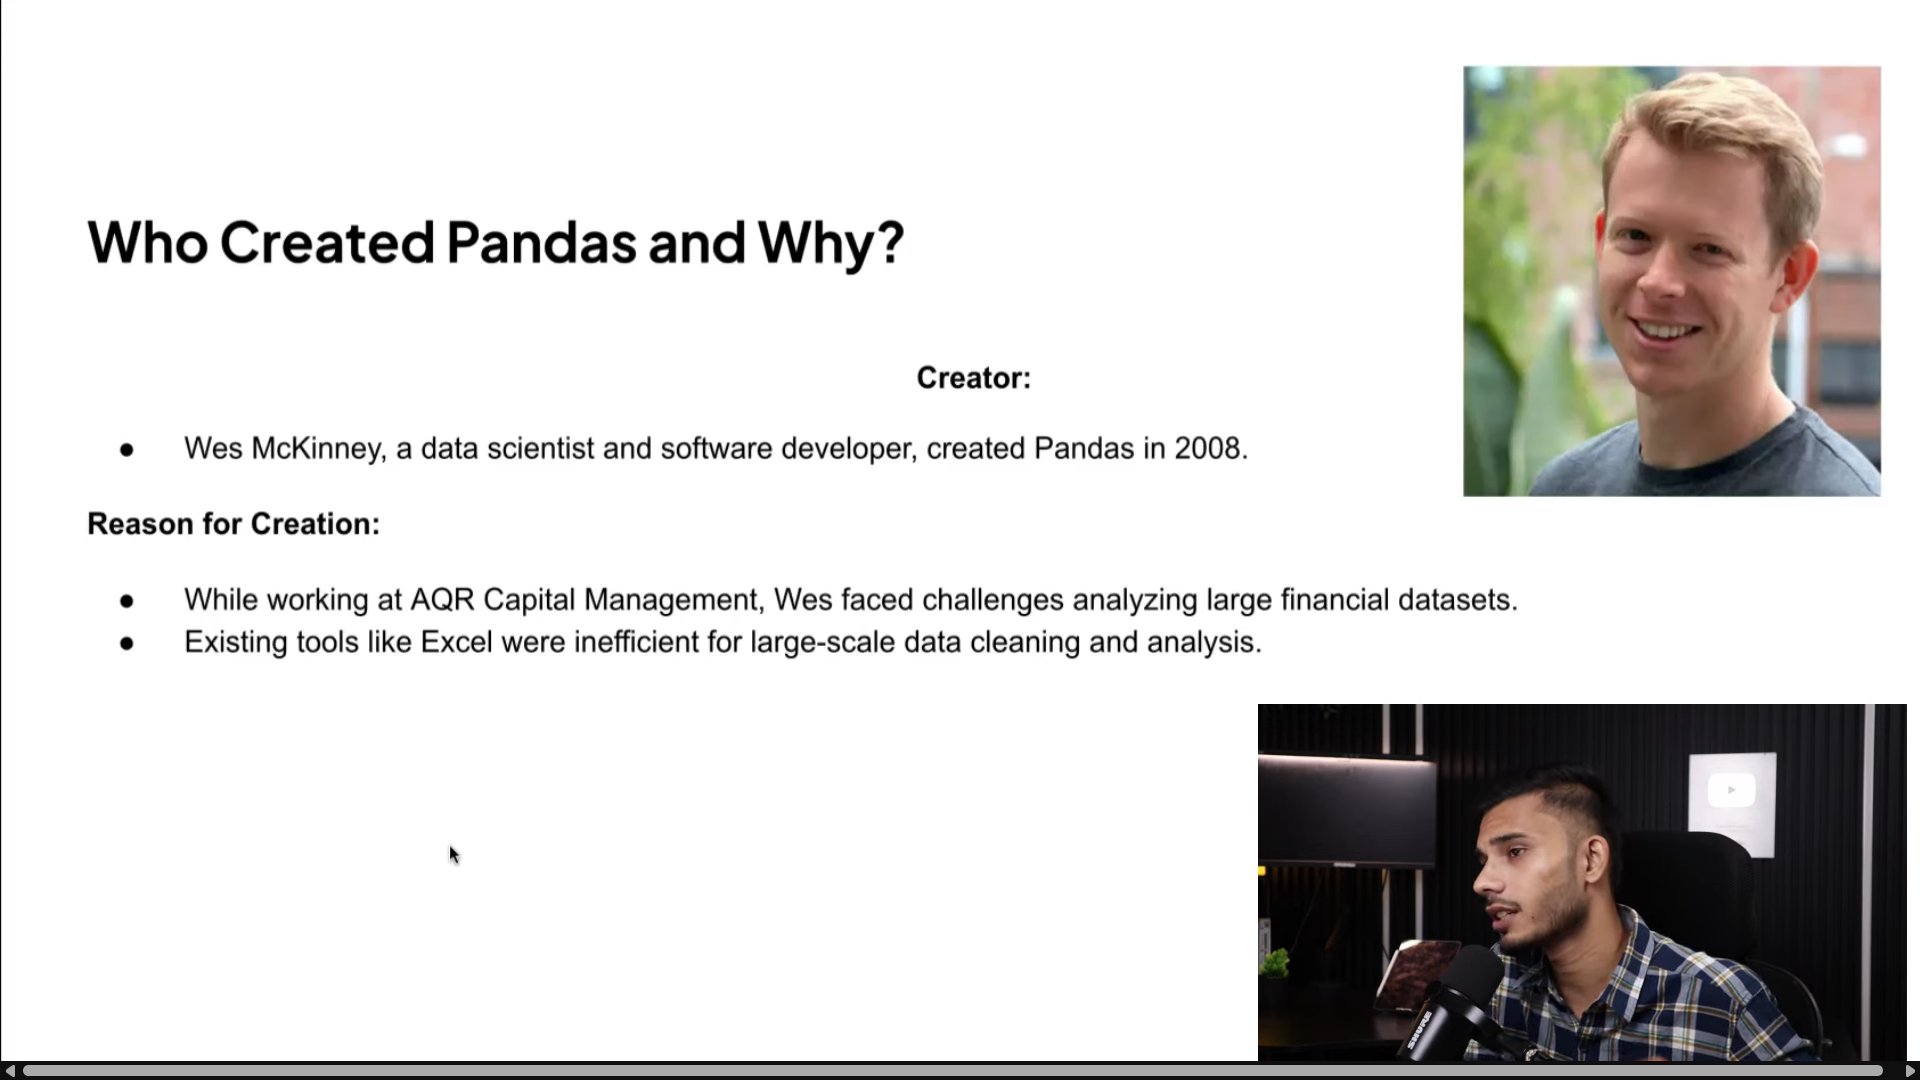 Who Created Pandas and Why?
Creator:
● Wes McKinney, a data scientist and software developer, created Pandas in 2008.
Reason for Creation:
● While working at AQR Capital Management, Wes faced challenges analyzing large financial datasets.
● Existing tools like Excel were inefficient for large-scale data cleaning and analysis.
SHURE